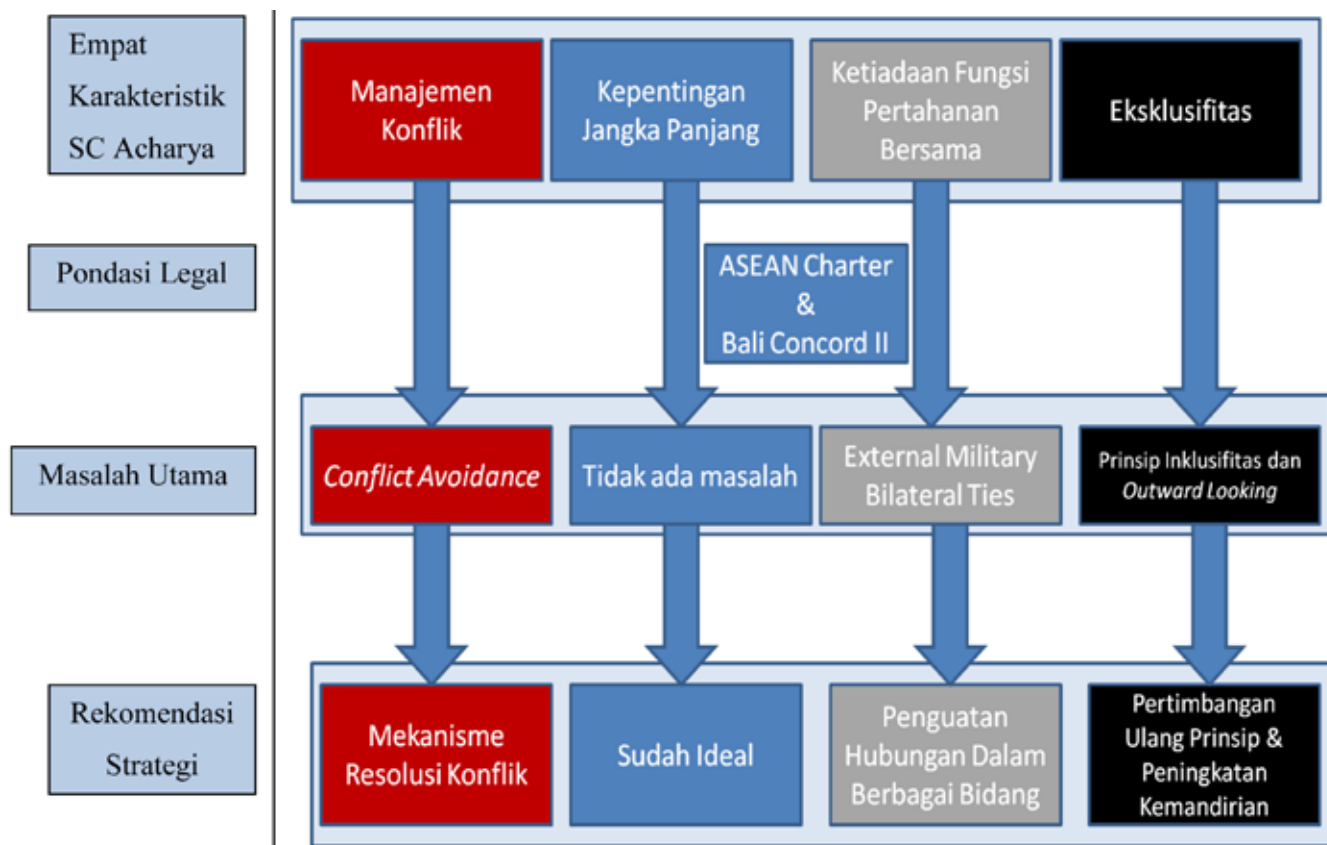 Empat
Karakteristik
SC Acharya
Manajemen
Konflik
Kepentingan
Jangka Panjang
Ketiadaan Fungsi
Pertahanan
Bersama
Eksklusifitas
Pondasi Legal
ASEAN Charter
&
Bali Concord II
Masalah Utama
Conflict Avoidance
Tidak ada masalah
External Military
Bilateral Ties
Prinsip Inklusifitas dan
Outward Looking
Rekomendasi
Strategi
Mekanisme
Resolusi Konflik
Sudah Ideal
Penguatan
Hubungan Dalam
Berbagai Bidang
Pertimbangan
Ulang Prinsip &
Peningkatan
Kemandirian